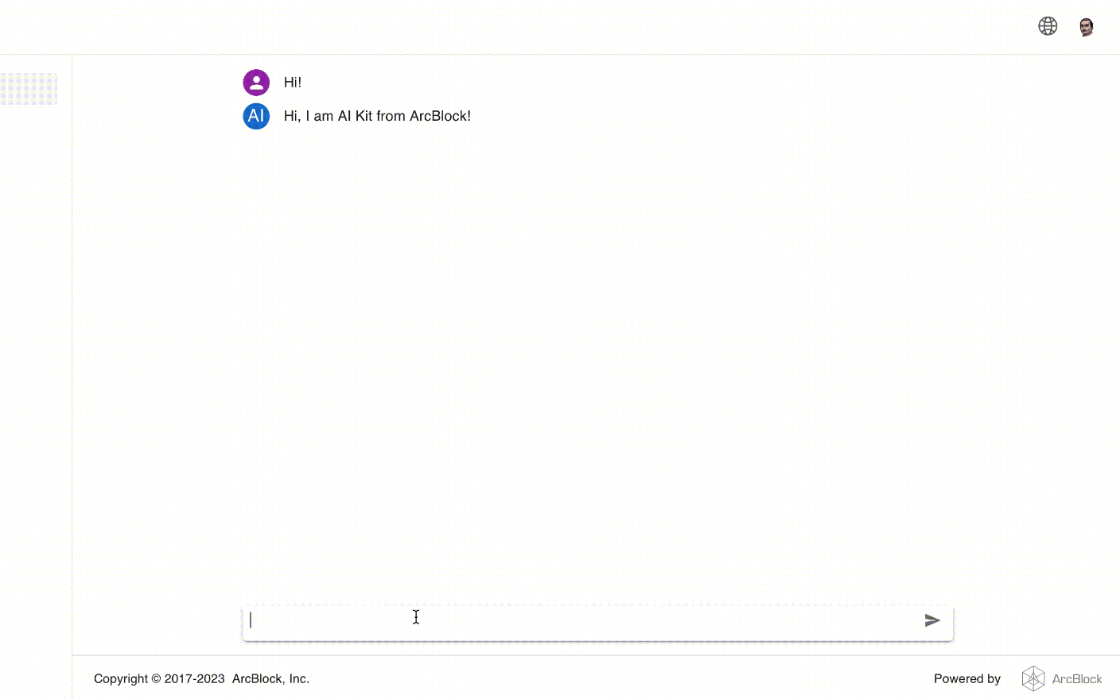 Hi!
AI
Hi, I am AI Kit from ArcBlock!
Copyright © 2017-2023 ArcBlock, Inc.
Powered by ArcBlock